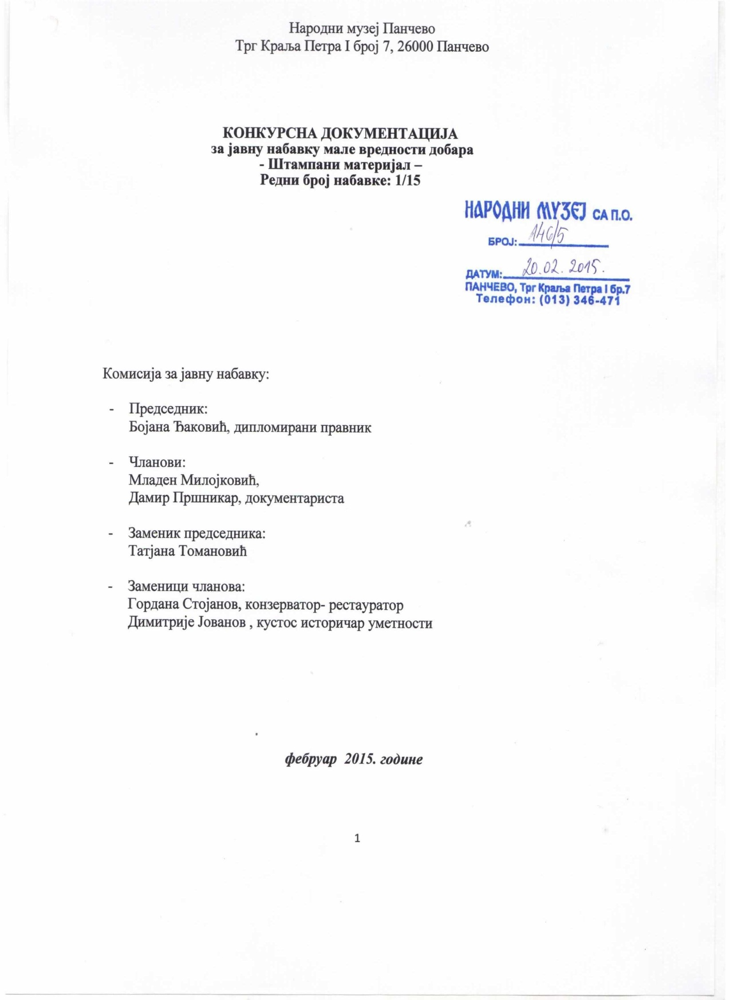 Народни музеј Панчево
Трг Краља Петра I број 7, 26000 Панчево
КОНКУРСНА ДОКУМЕНТАЦИЈА
за јавну набавку мале вредности добара
- Штампани материјал –
Редни број набавке: 1/15
НАРОДНИ МУЗЕЈ СА П.О.
БРОЈ: 146/5
ДАТУМ: 20.02.2015.
ПАНЧЕВО, Трг Краља Петра I бр.7
Телефон: (013) 346-471
Комисија за јавну набавку:
- Председник:
Бојана Ђаковић, дипломирани правник
- Чланови:
Младен Милојковић,
Дамир Пршникар, документариста
- Заменик председника:
Татјана Томановић
- Заменици чланова:
Гордана Стојанов, конзерватор- рестауратор
Димитрије Јованов , кустос историчар уметности
фебруар 2015. године
1